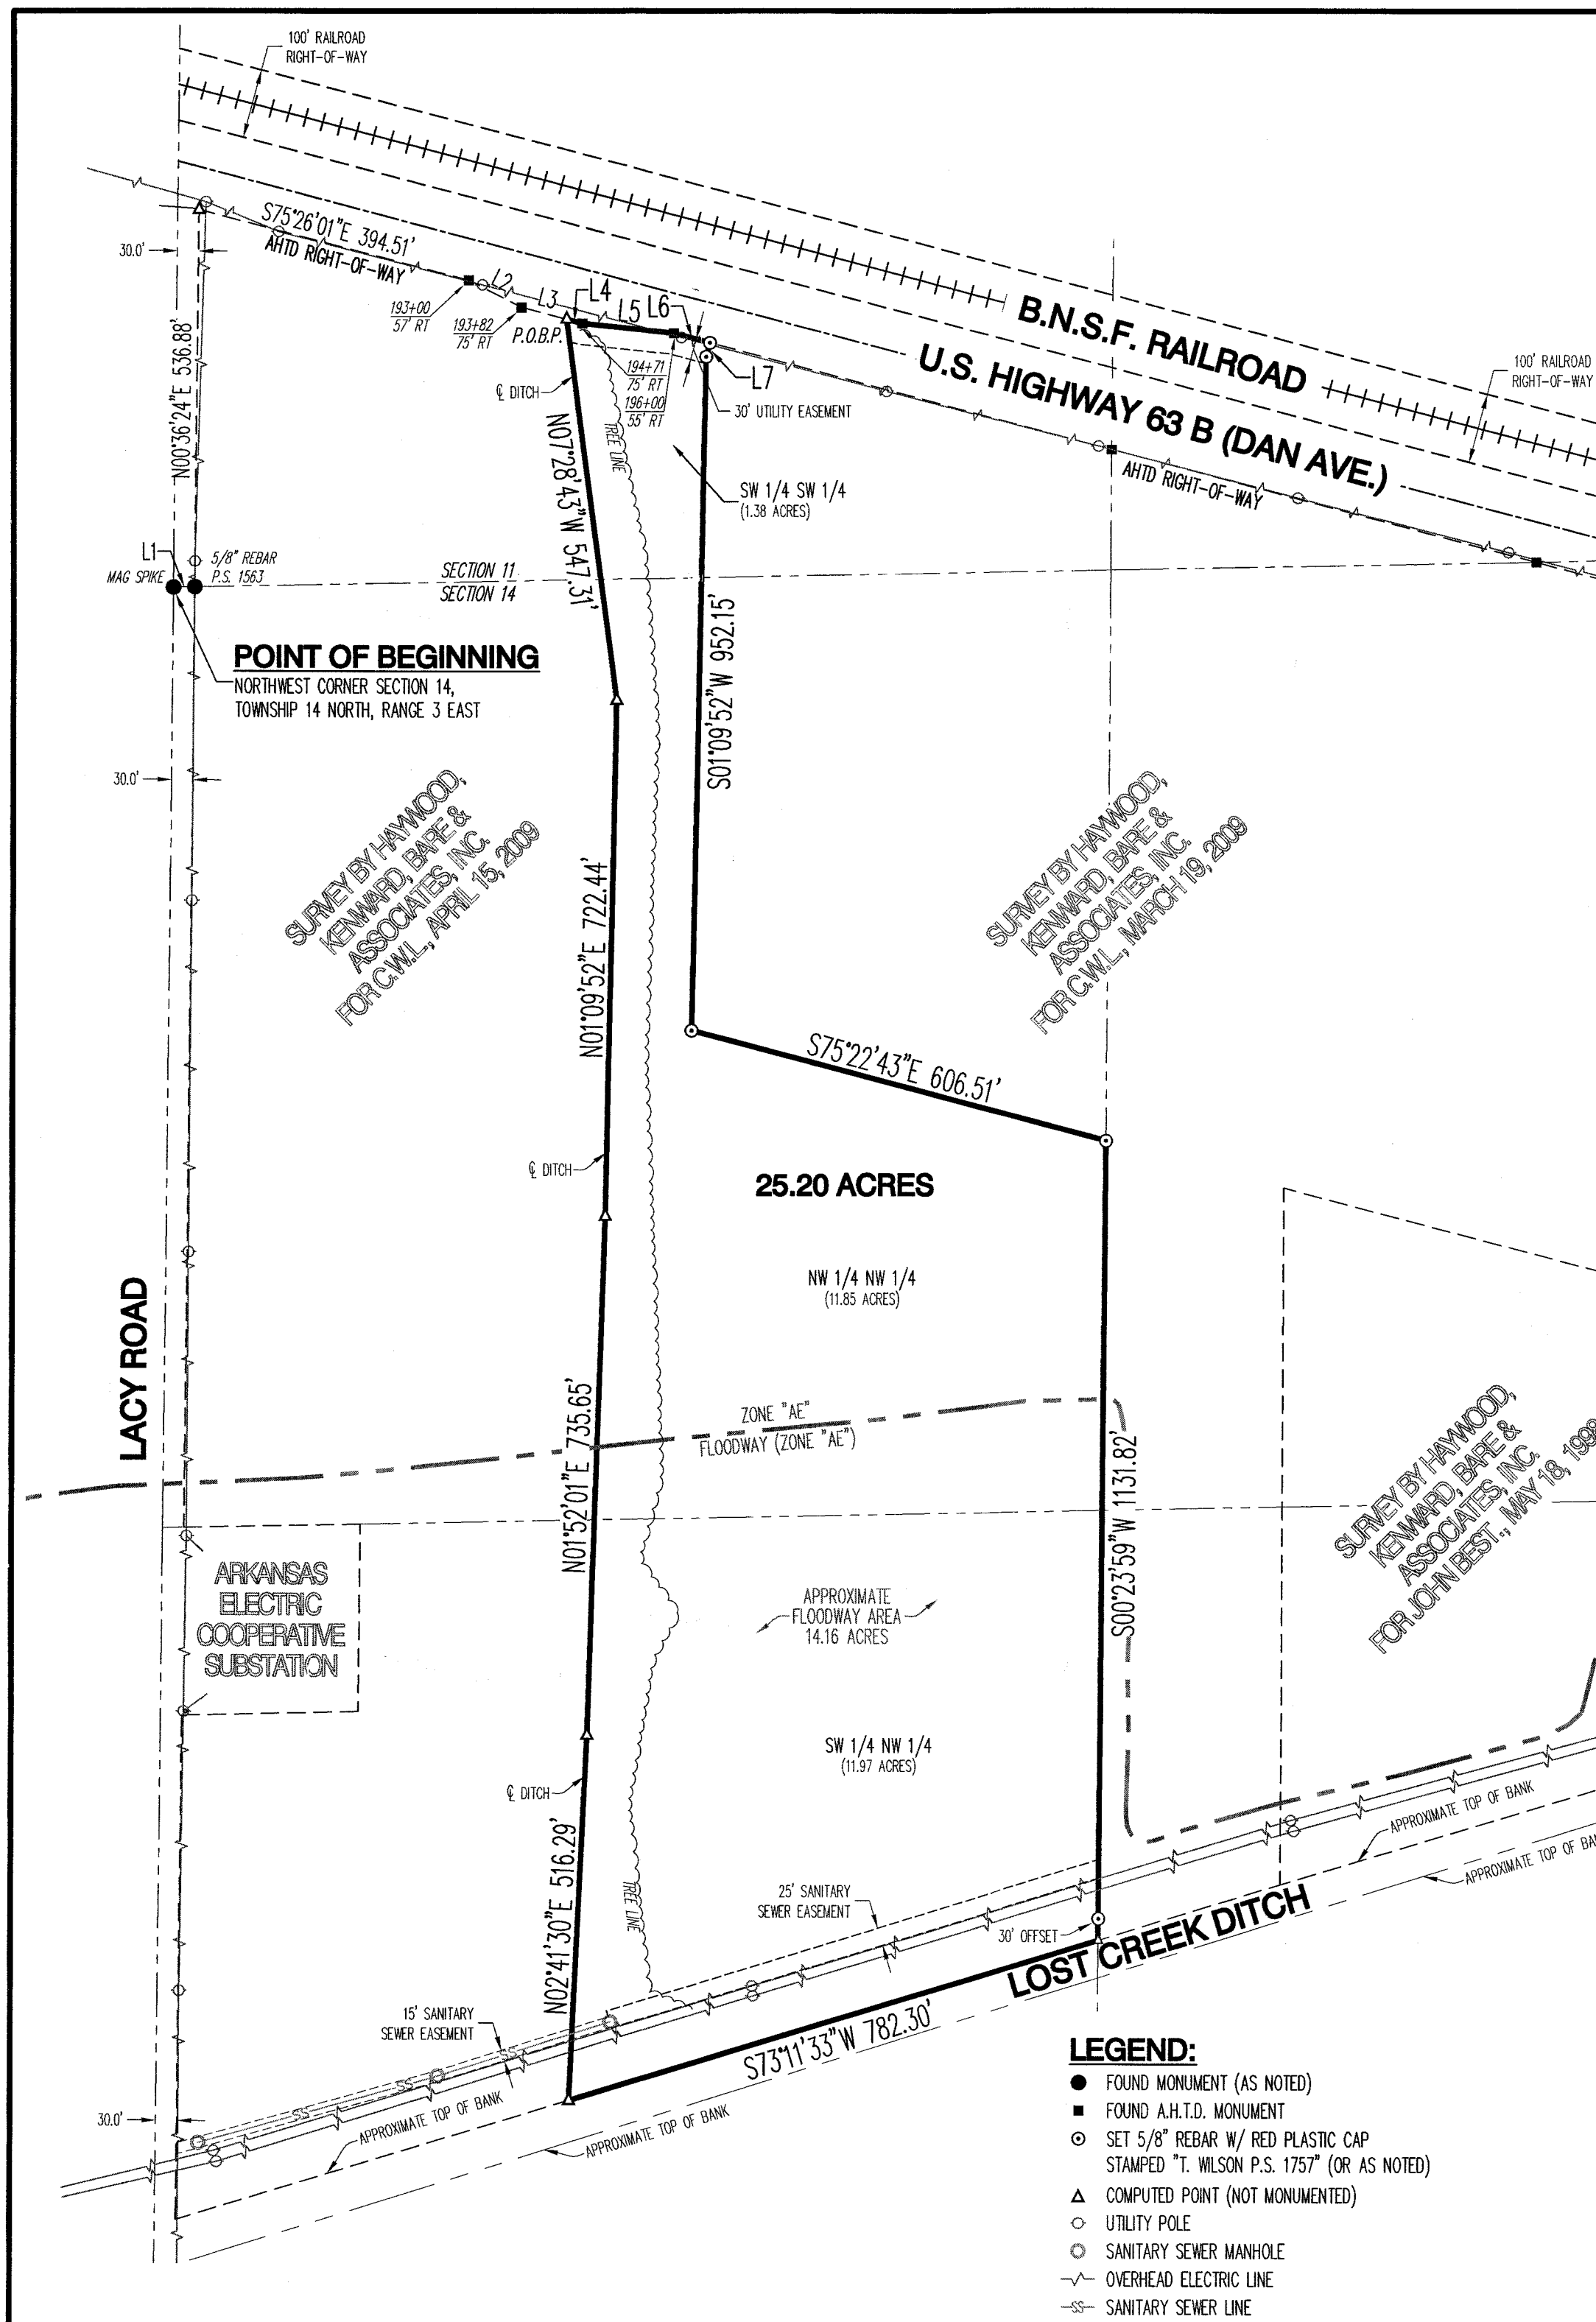 100' RAILROAD
RIGHT-OF-WAY
S75°26'01"E 394.51'
AHTD RIGHT-OF-WAY
30.0'
N00°36'24"E 536.88'
193+00
57' RT
L2
193+82
75' RT
L3
P.O.B.P.
L4
L5
L6
L7
194+71
75' RT
196+00
55' RT
30' UTILITY EASEMENT
B.N.S.F. RAILROAD
U.S. HIGHWAY 63 B (DAN AVE.)
100' RAILROAD
RIGHT-OF-WAY
AHTD RIGHT-OF-WAY
℄ DITCH
N07°28'43"W 547.31'
TREE LINE
SW 1/4 SW 1/4
(1.38 ACRES)
L1
MAG SPIKE
5/8" REBAR
P.S. 1563
SECTION 11
SECTION 14
POINT OF BEGINNING
NORTHWEST CORNER SECTION 14,
TOWNSHIP 14 NORTH, RANGE 3 EAST
S01°09'52"W 952.15'
30.0'
SURVEY BY HAYWOOD,
KENWARD, BARE &
ASSOCIATES, INC.
FOR C.W.L., APRIL 15, 2009
SURVEY BY HAYWOOD,
KENWARD, BARE &
ASSOCIATES, INC.
FOR C.W.L., MARCH 19, 2009
N01°09'52"E 722.44'
S75°22'43"E 606.51'
℄ DITCH
25.20 ACRES
NW 1/4 NW 1/4
(11.85 ACRES)
LACY ROAD
N01°52'01"E 735.65'
ZONE "AE"
FLOODWAY (ZONE "AE")
S00°23'59"W 1131.82'
SURVEY BY HAYWOOD,
KENWARD, BARE &
ASSOCIATES, INC.
FOR JOHN BEST., MAY 18, 1998
ARKANSAS
ELECTRIC
COOPERATIVE
SUBSTATION
APPROXIMATE
FLOODWAY AREA
14.16 ACRES
SW 1/4 NW 1/4
(11.97 ACRES)
℄ DITCH
N02°41'30"E 516.29'
TREE LINE
25' SANITARY
SEWER EASEMENT
30' OFFSET
APPROXIMATE TOP OF BANK
APPROXIMATE TOP OF BA
LOST CREEK DITCH
15' SANITARY
SEWER EASEMENT
SS
SS
SS
S73°11'33"W 782.30'
30.0'
APPROXIMATE TOP OF BANK
APPROXIMATE TOP OF BANK
LEGEND:
FOUND MONUMENT (AS NOTED)
FOUND A.H.T.D. MONUMENT
SET 5/8" REBAR W/ RED PLASTIC CAP
STAMPED "T. WILSON P.S. 1757" (OR AS NOTED)
COMPUTED POINT (NOT MONUMENTED)
UTILITY POLE
SANITARY SEWER MANHOLE
OVERHEAD ELECTRIC LINE
SS SANITARY SEWER LINE